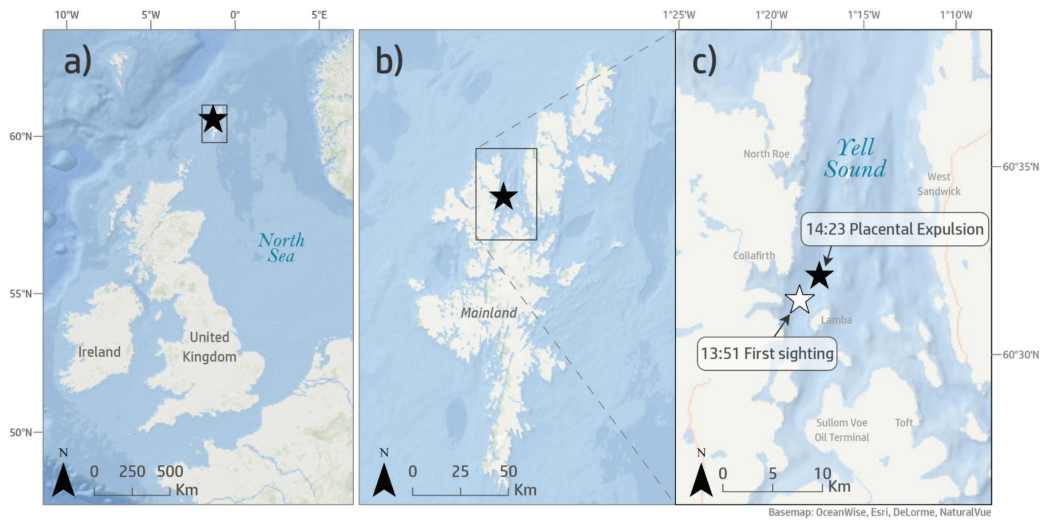 10°W 0° 5°E
1°25'W 1°20'W 1°15'W 1°10'W
a)
b)
c)
60°N
55°N
50°N
North
Sea
United
Kingdom
Ireland
N
0 250 500
Km
Mainland
N
0 25 50
Km
North Roe
Yell
Sound
West
Sandwick
60°35'N
14:23 Placental Expulsion
Collafirth
Lamba
13:51 First sighting
60°30'N
Sullom Voe
Oil Terminal
Toft
N
0 5 10
Km
Basemap: OceanWise, Esri, DeLorme, NaturalVue